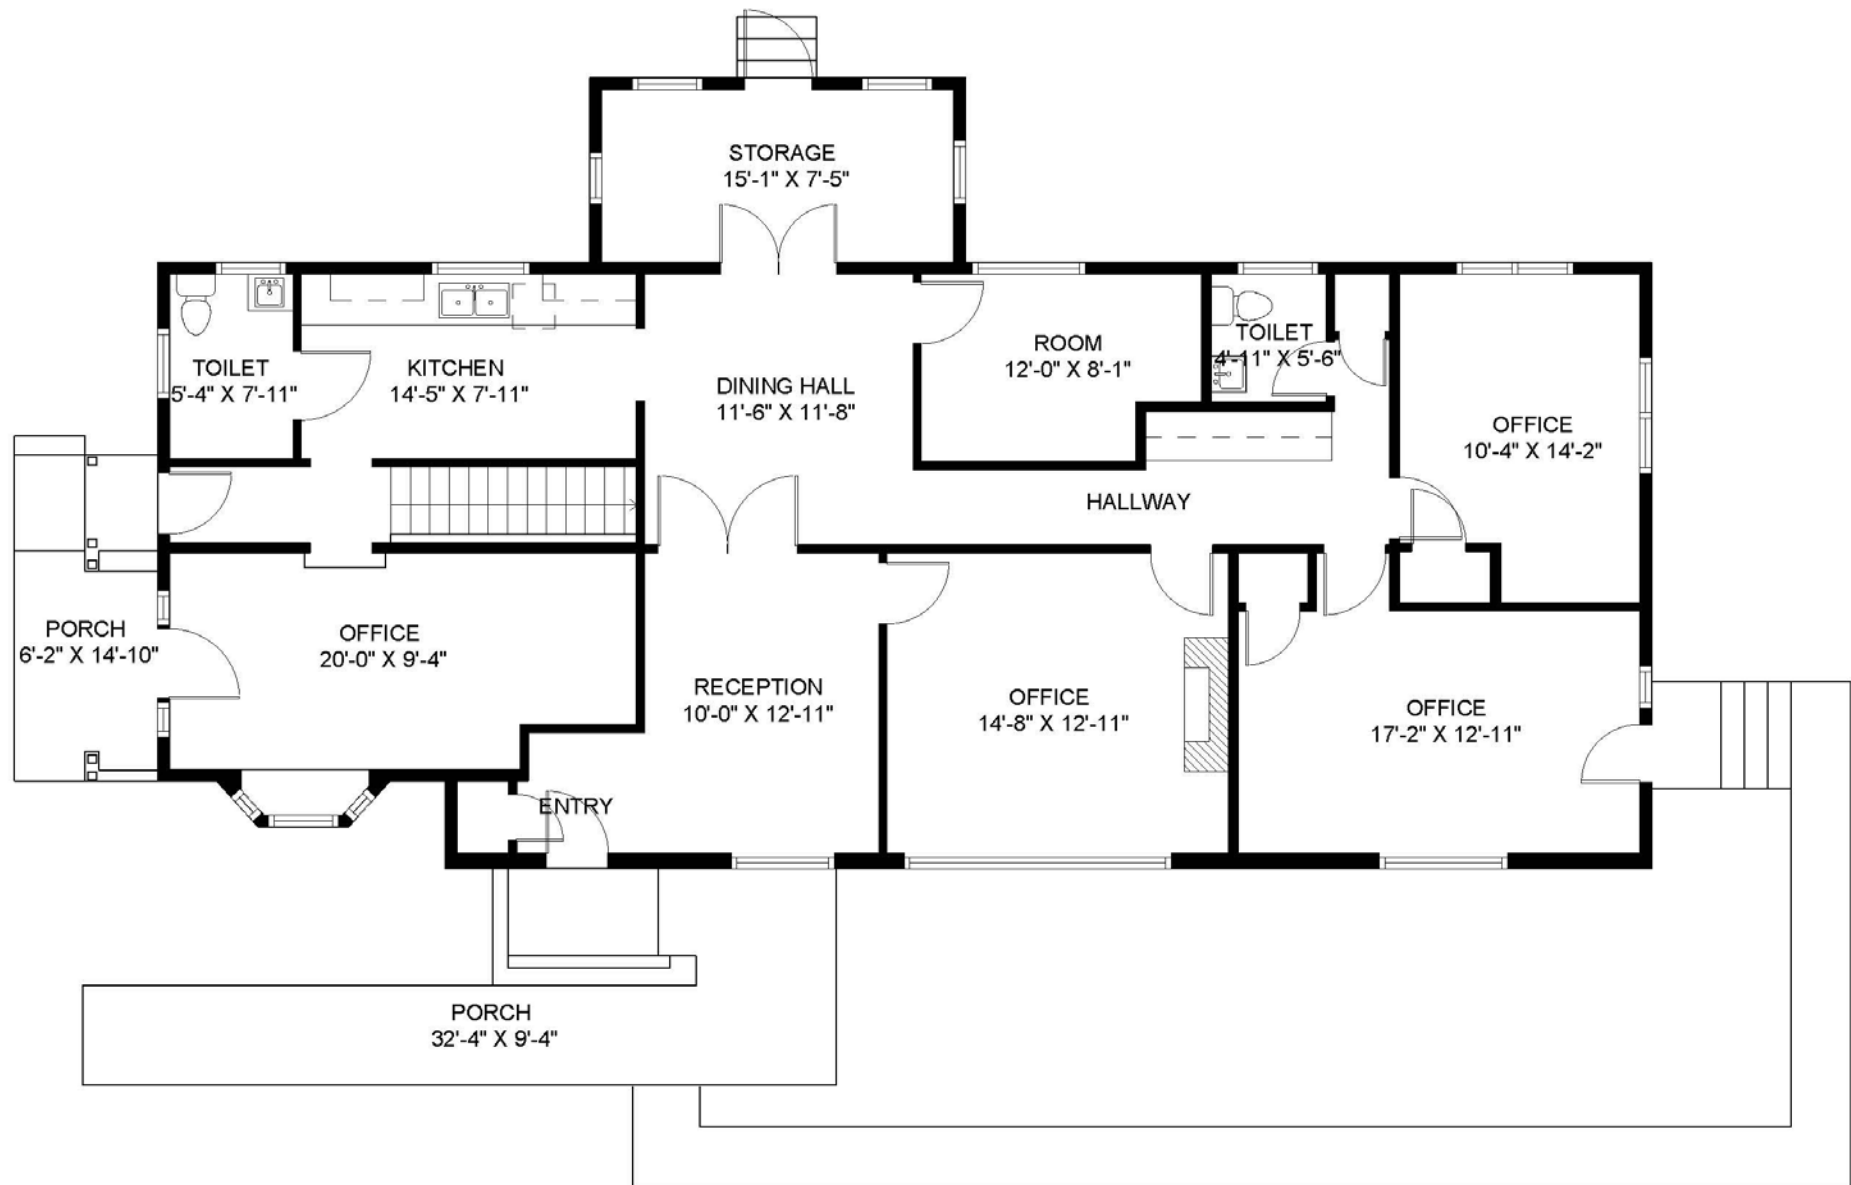 STORAGE
15'-1" X 7'-5"
TOILET
5'-4" X 7'-11"
KITCHEN
14'-5" X 7'-11"
DINING HALL
11'-6" X 11'-8"
ROOM
12'-0" X 8'-1"
TOILET
4'-11" X 5'-6"
OFFICE
10'-4" X 14'-2"
HALLWAY
PORCH
6'-2" X 14'-10"
OFFICE
20'-0" X 9'-4"
RECEPTION
10'-0" X 12'-11"
OFFICE
14'-8" X 12'-11"
OFFICE
17'-2" X 12'-11"
ENTRY
PORCH
32'-4" X 9'-4"